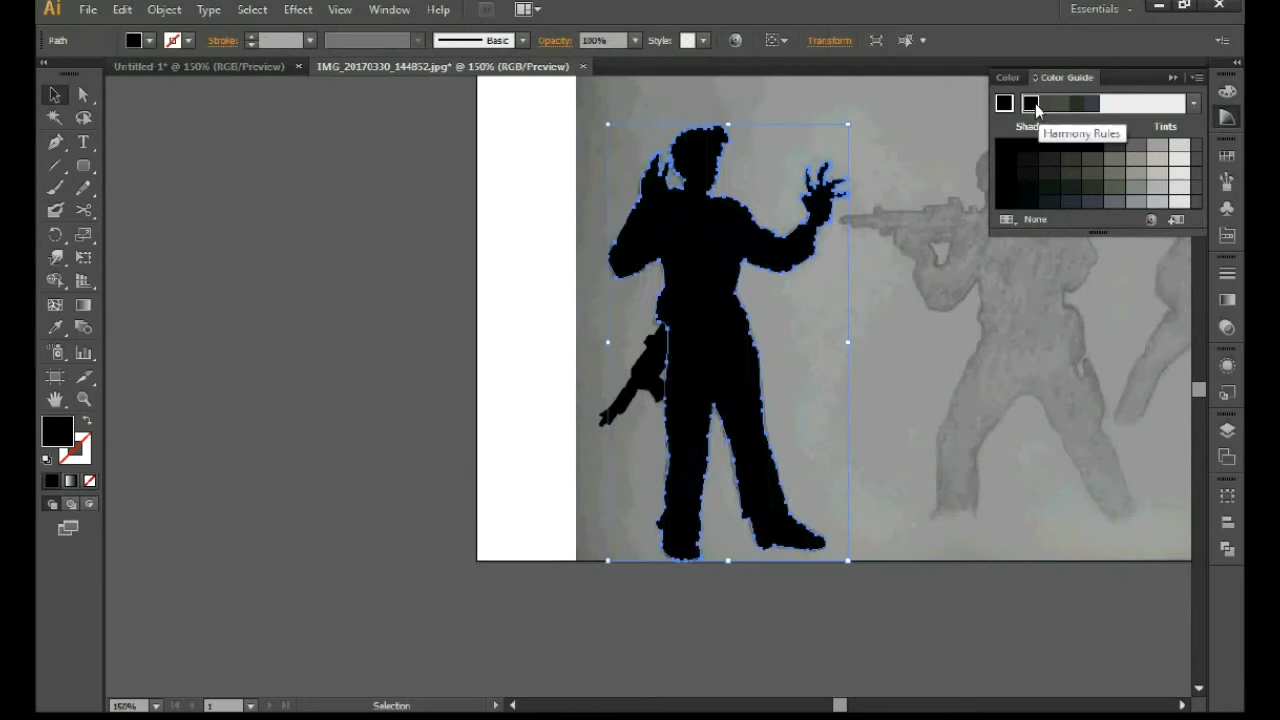 Ai File Edit Object Type Select Effect View Window Help Essentials
Path Stroke: Basic Opacity: 100% Style: Transform
Untitled-1* @ 150% (RGB/Preview) × IMG_20170330_144852.jpg* @ 150% (RGB/Preview) ×
Color Color Guide
Harmony Rules
Shad Tints
None
T
150% 1 Selection